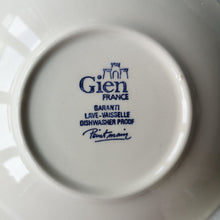 Gien
FRANCE
GARANTI
LAVE-VAISSELLE
DISHWASHER PROOF
Peint main